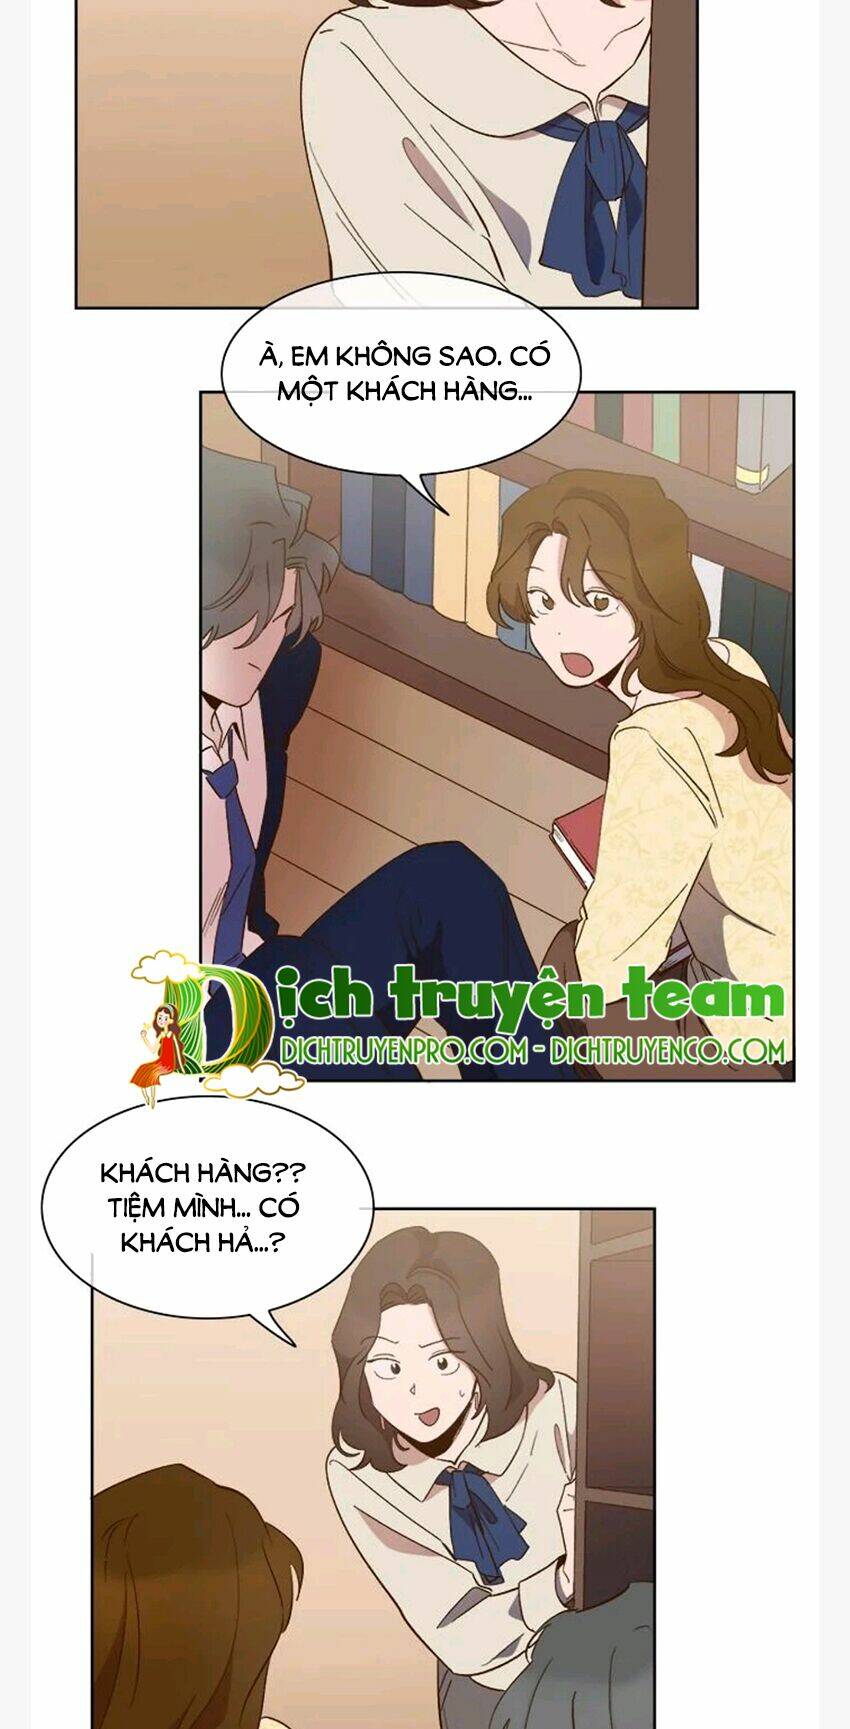 À, EM KHÔNG SAO. CÓ
MỘT KHÁCH HÀNG...
Dịch truyện team
DICHTRUYENPRO.COM - DICHTRUYENCO.COM
KHÁCH HÀNG??
TIỆM MÌNH... CÓ
KHÁCH HẢ...?